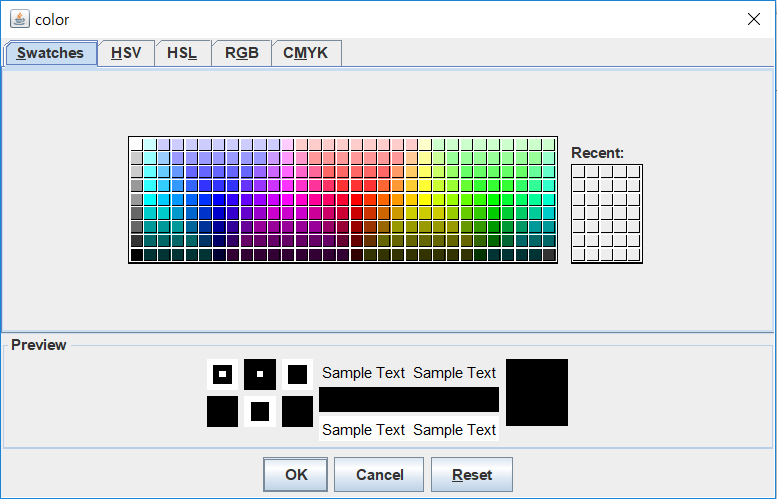 color
Swatches HSV HSL RGB CMYK
Recent:
Preview
Sample Text Sample Text
Sample Text Sample Text
OK Cancel Reset